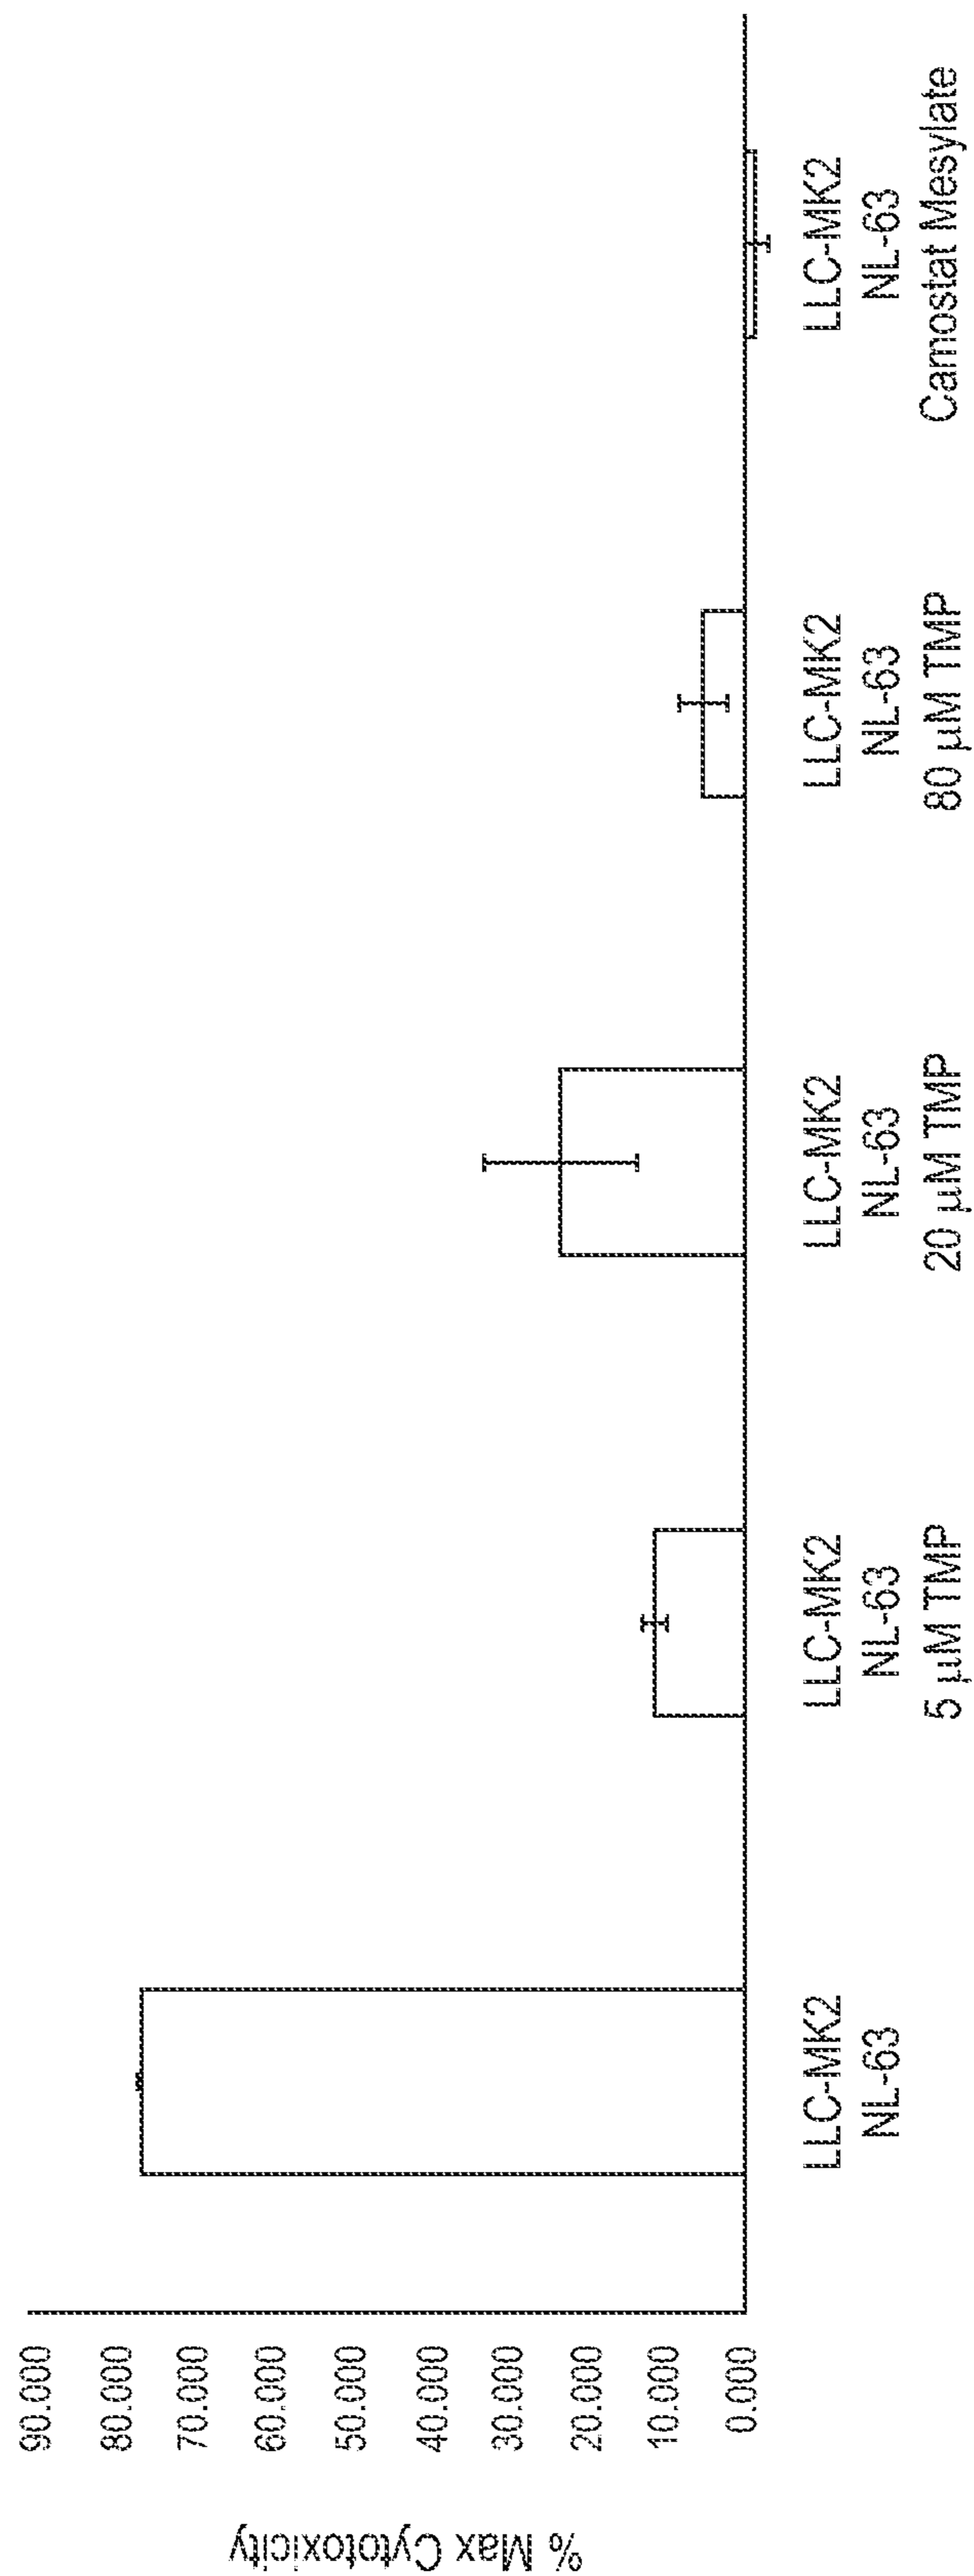 % Max Cytotoxicity
90.000
80.000
70.000
60.000
50.000
40.000
30.000
20.000
10.000
0.000
LLC-MK2
NL-63
LLC-MK2
NL-63
5 µM TMP
LLC-MK2
NL-63
20 µM TMP
LLC-MK2
NL-63
80 µM TMP
LLC-MK2
NL-63
Camostat Mesylate